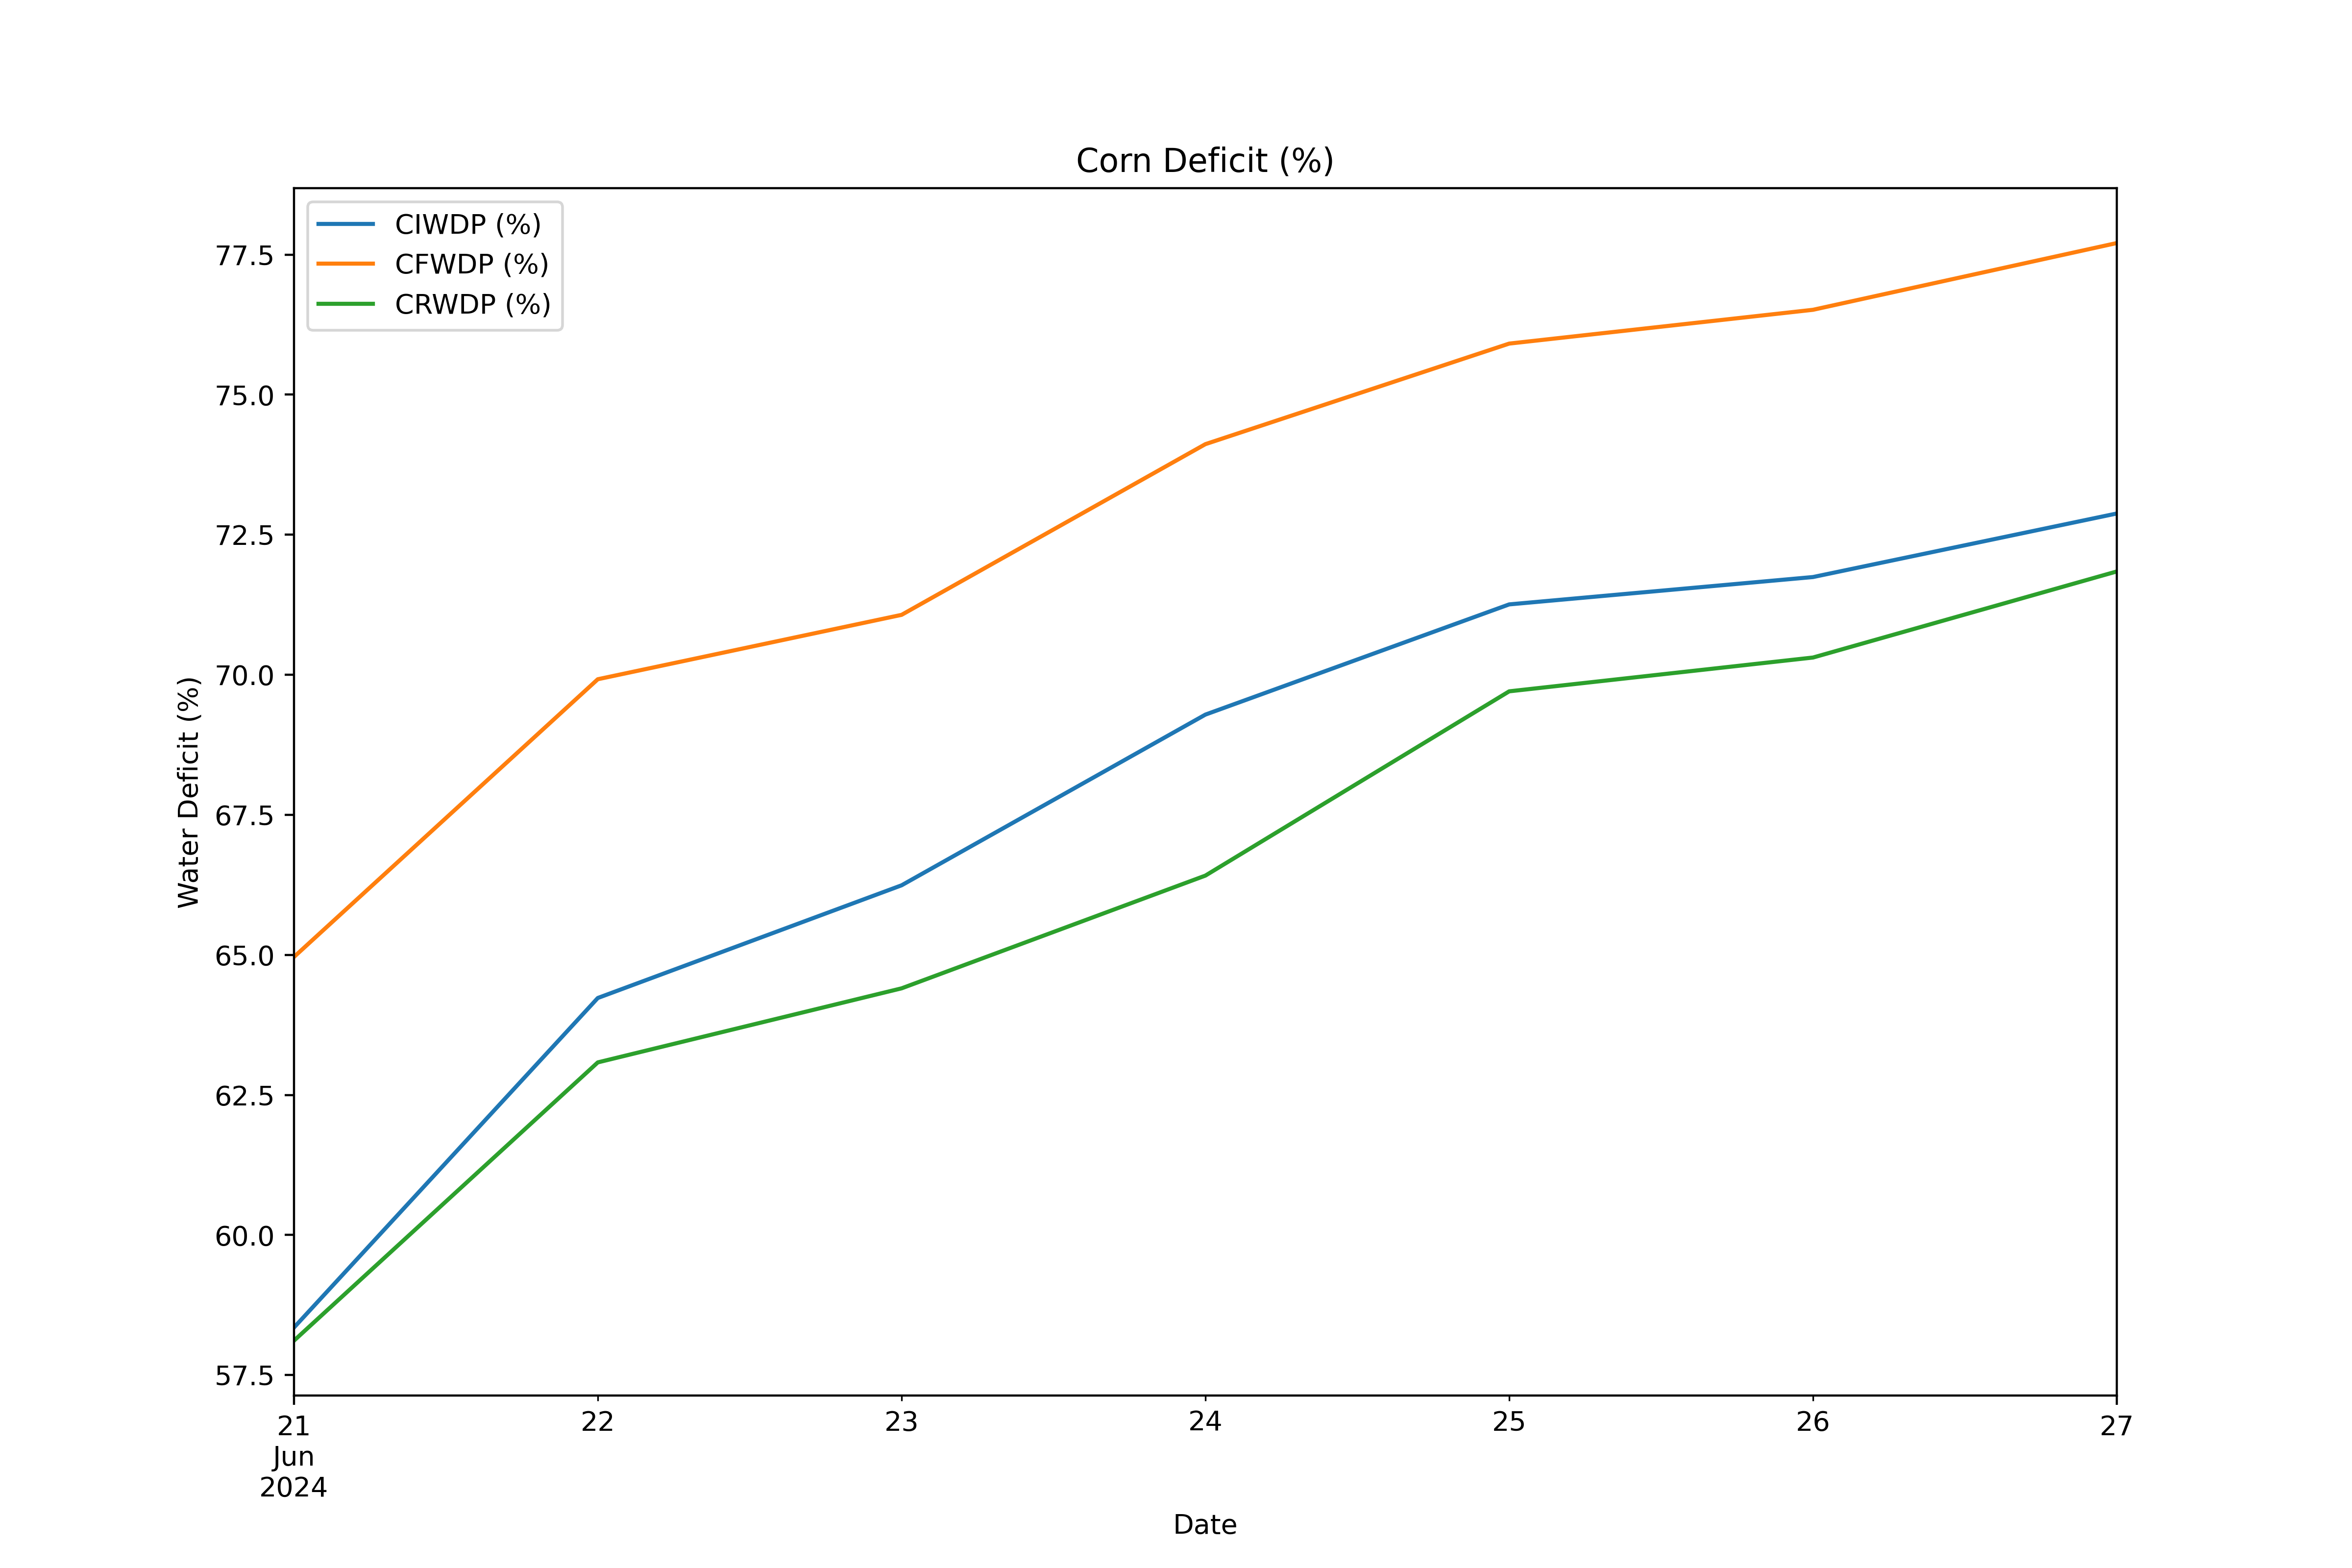 Corn Deficit (%)
CIWDP (%)
CFWDP (%)
CRWDP (%)
77.5
75.0
72.5
70.0
67.5
65.0
62.5
60.0
57.5
Water Deficit (%)
21 22 23 24 25 26 27
Jun
2024
Date